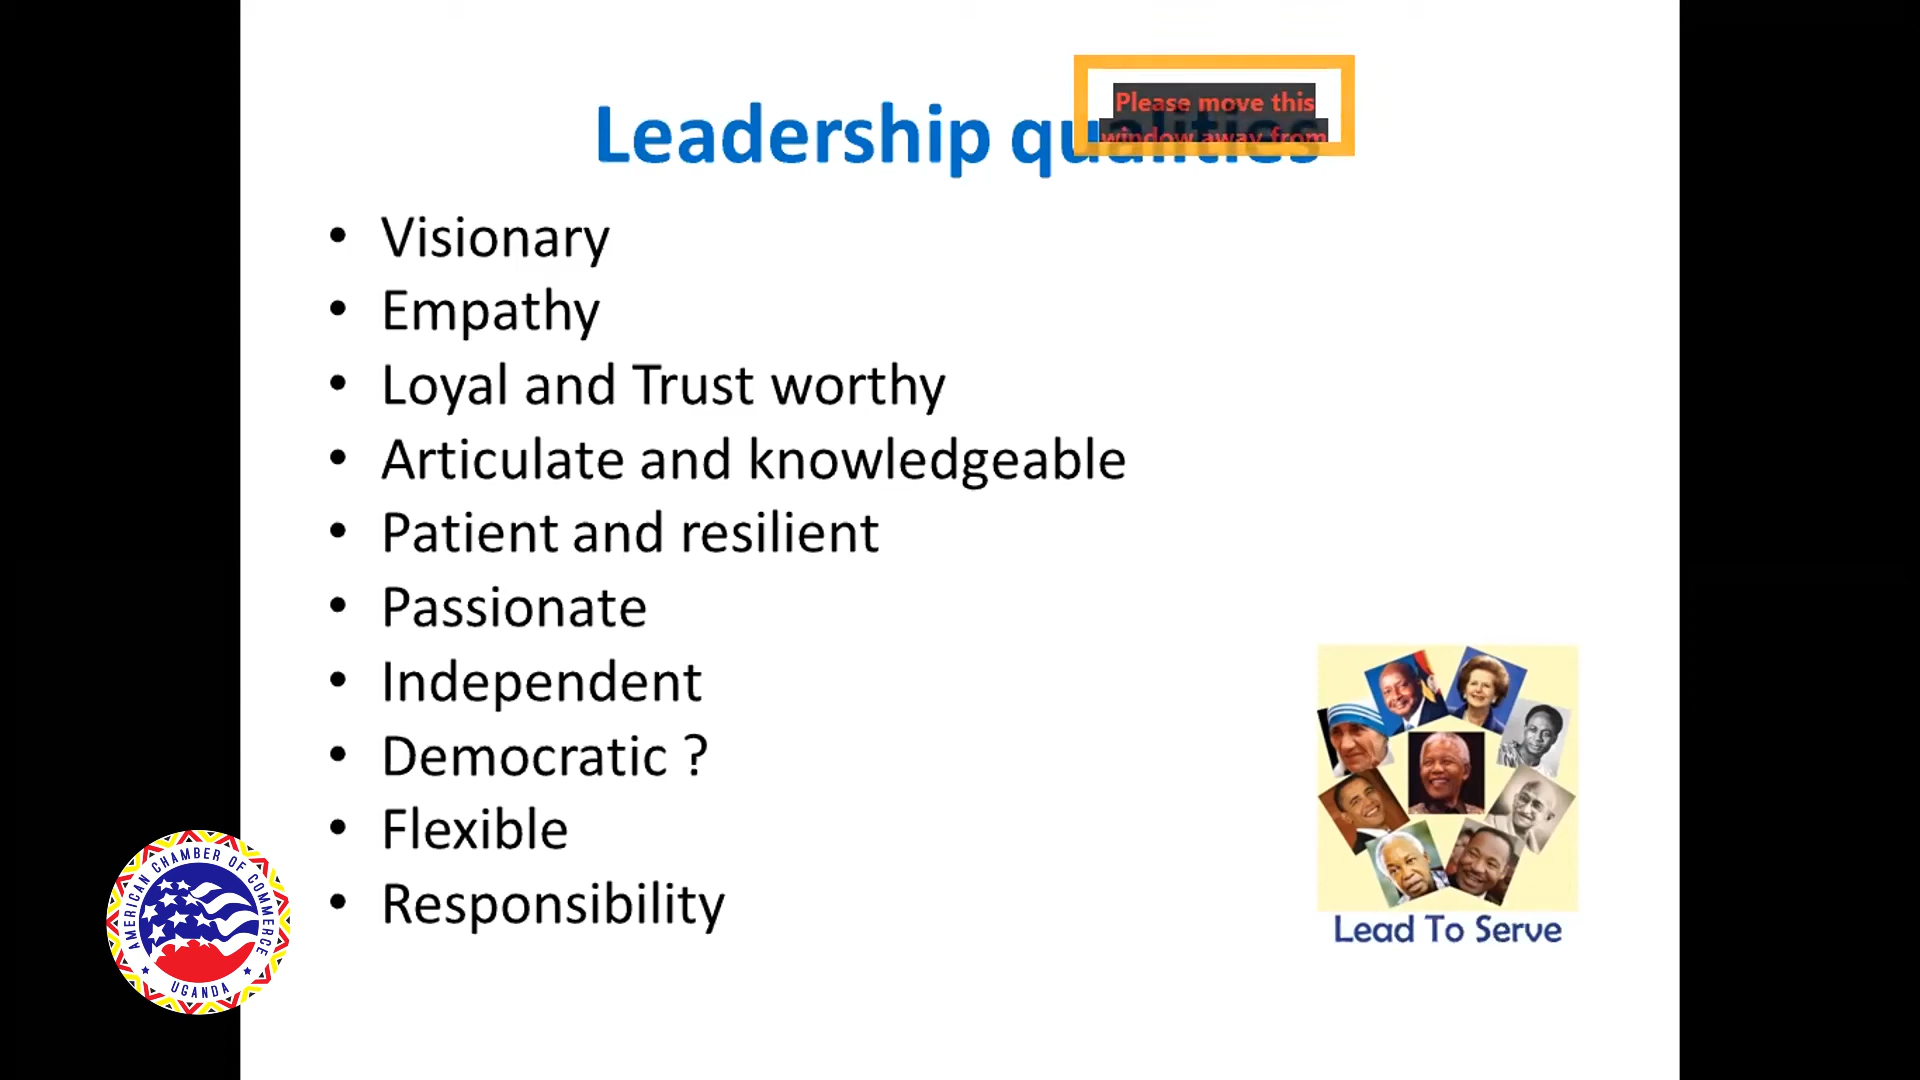 Please move this
window away from
Leadership qualities
• Visionary
• Empathy
• Loyal and Trust worthy
• Articulate and knowledgeable
• Patient and resilient
• Passionate
• Independent
• Democratic ?
• Flexible
• Responsibility
Lead To Serve
AMERICAN CHAMBER OF COMMERCE
UGANDA